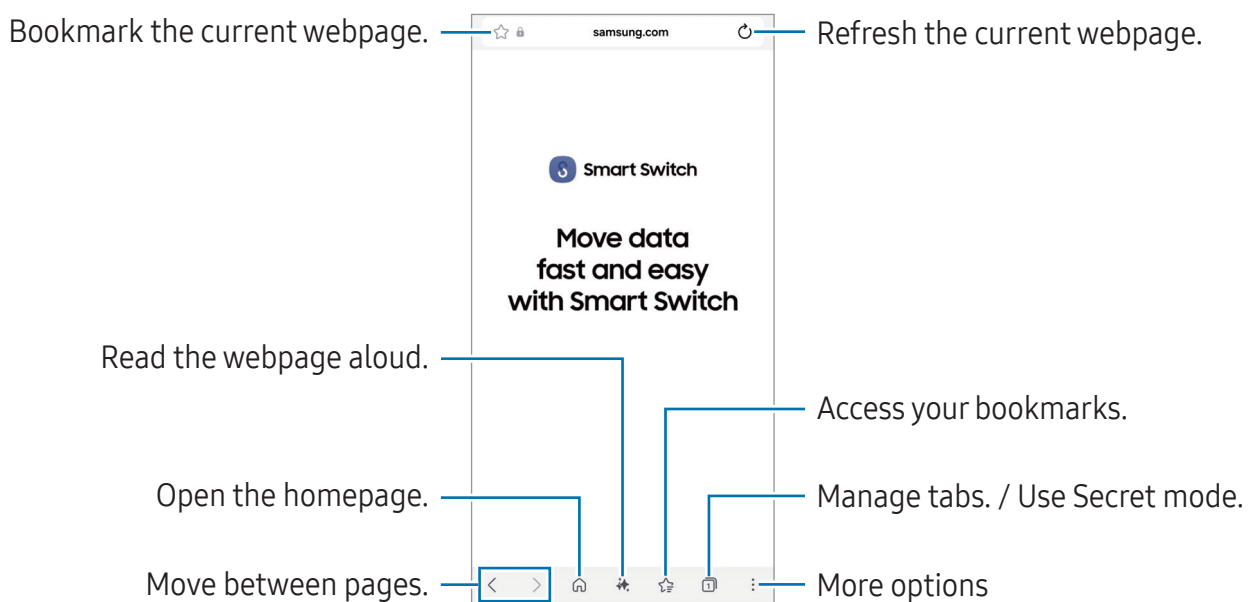 Bookmark the current webpage.
samsung.com
Refresh the current webpage.
Smart Switch
Move data
fast and easy
with Smart Switch
Read the webpage aloud.
Access your bookmarks.
Open the homepage.
Manage tabs. / Use Secret mode.
Move between pages.
1
More options